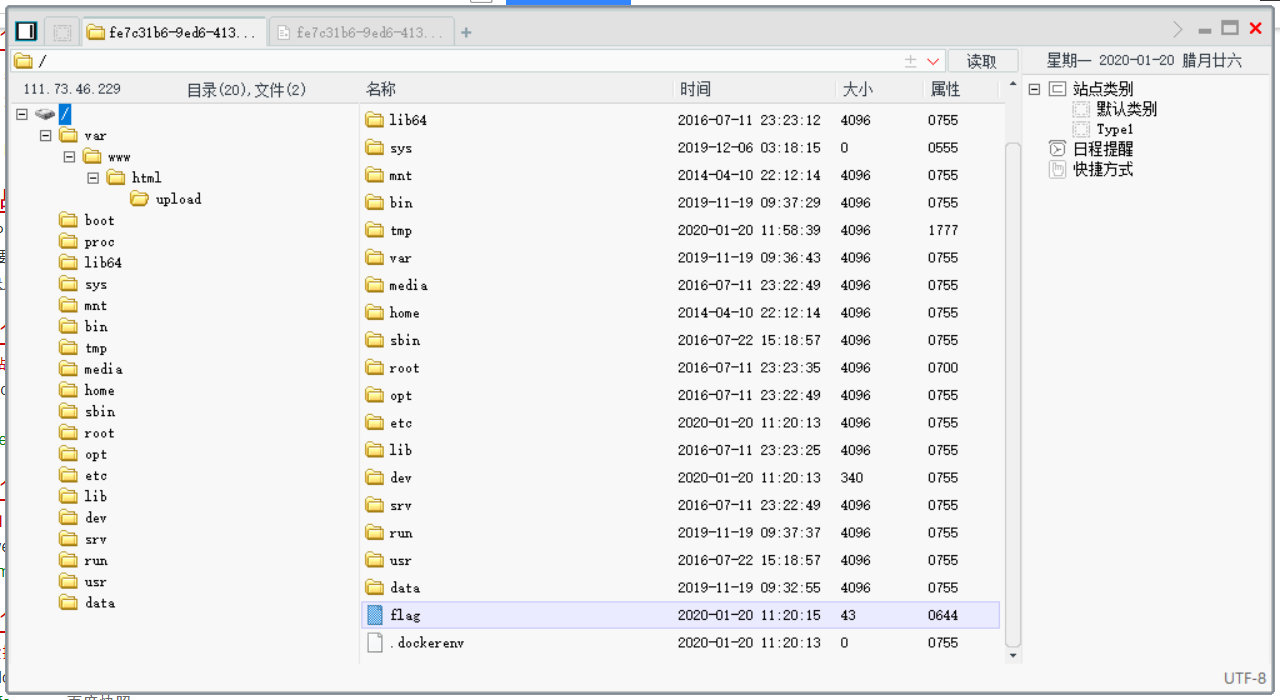 fe7c31b6-9ed6-413...
fe7c31b6-9ed6-413...
/
读取
星期一 2020-01-20 腊月廿六
111.73.46.229 目录(20),文件(2)
/
var
www
html
upload
boot
proc
lib64
sys
mnt
bin
tmp
media
home
sbin
root
opt
etc
lib
dev
srv
run
usr
data
名称 时间 大小 属性
lib64 2016-07-11 23:23:12 4096 0755
sys 2019-12-06 03:18:15 0 0555
mnt 2014-04-10 22:12:14 4096 0755
bin 2019-11-19 09:37:29 4096 0755
tmp 2020-01-20 11:58:39 4096 1777
var 2019-11-19 09:36:43 4096 0755
media 2016-07-11 23:22:49 4096 0755
home 2014-04-10 22:12:14 4096 0755
sbin 2016-07-22 15:18:57 4096 0755
root 2016-07-11 23:23:35 4096 0700
opt 2016-07-11 23:22:49 4096 0755
etc 2020-01-20 11:20:13 4096 0755
lib 2016-07-11 23:23:25 4096 0755
dev 2020-01-20 11:20:13 340 0755
srv 2016-07-11 23:22:49 4096 0755
run 2019-11-19 09:37:37 4096 0755
usr 2016-07-22 15:18:57 4096 0755
data 2019-11-19 09:32:55 4096 0755
flag 2020-01-20 11:20:15 43 0644
.dockerenv 2020-01-20 11:20:13 0 0755
站点类别
默认类别
Type1
日程提醒
快捷方式
UTF-8